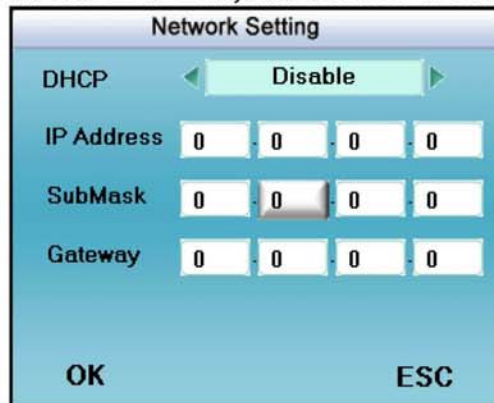 Network Setting
DHCP Disable
IP Address 0 . 0 . 0 . 0
SubMask 0 . 0 . 0 . 0
Gateway 0 . 0 . 0 . 0
OK ESC